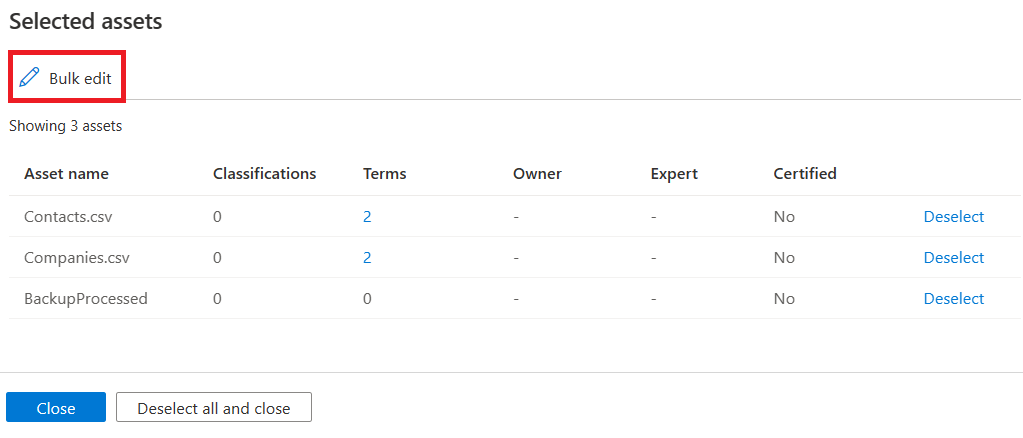 Selected assets
Bulk edit
Showing 3 assets
Asset name Classifications Terms Owner Expert Certified
Contacts.csv 0 2 - - No Deselect
Companies.csv 0 2 - - No Deselect
BackupProcessed 0 0 - - No Deselect
Close Deselect all and close